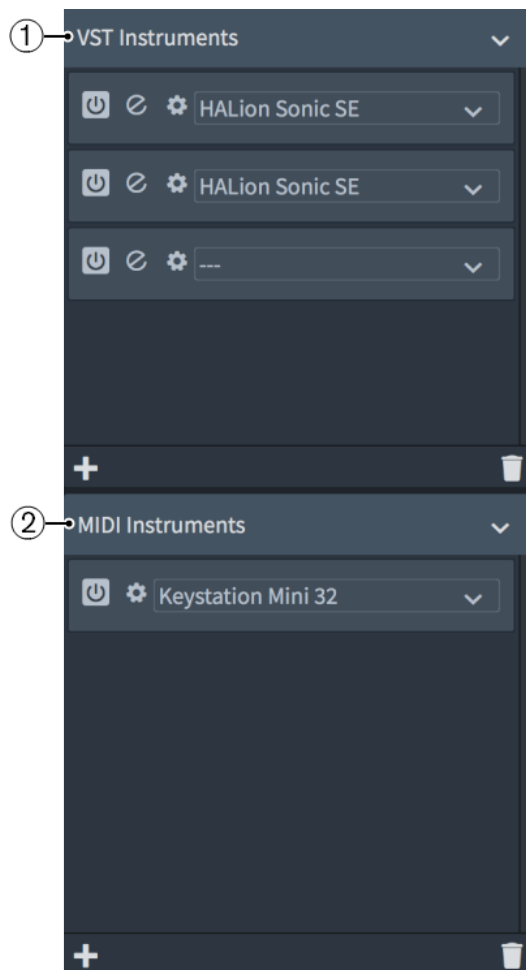 1 VST Instruments
HALion Sonic SE
HALion Sonic SE
---
2 MIDI Instruments
Keystation Mini 32